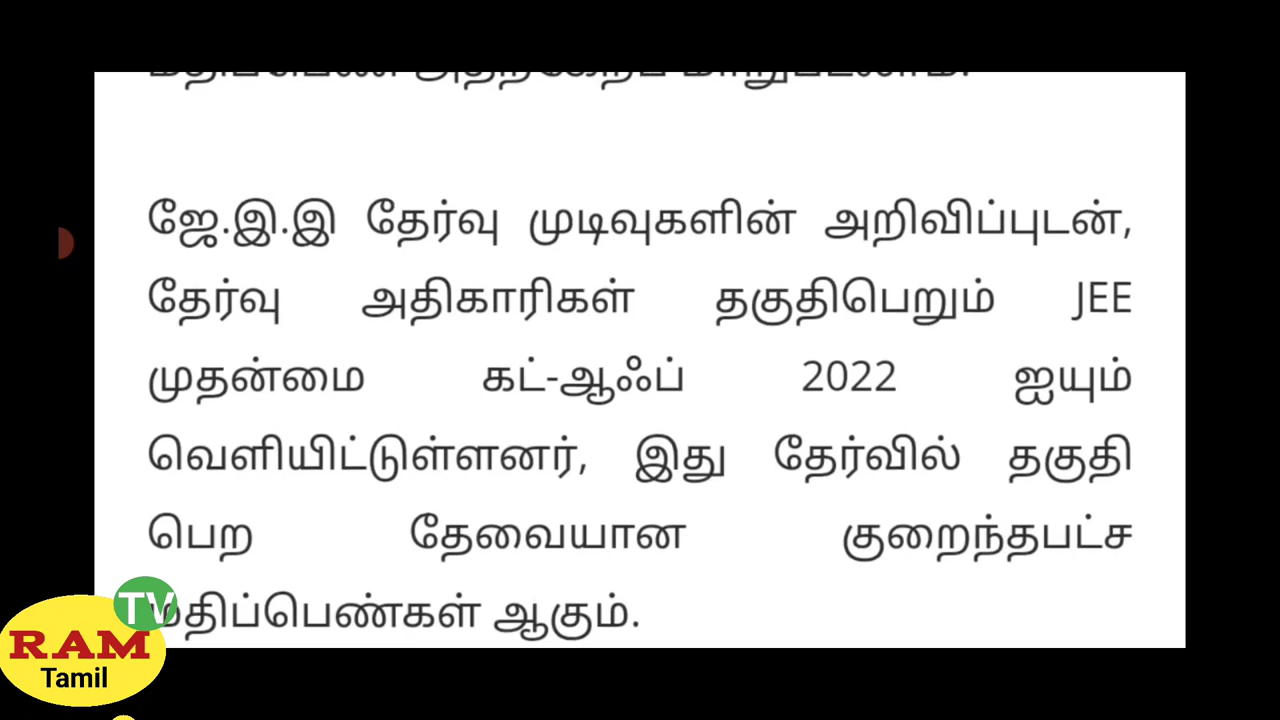 ஜே.இ.இ தேர்வு முடிவுகளின் அறிவிப்புடன்,
தேர்வு அதிகாரிகள் தகுதிபெறும் JEE
முதன்மை கட்-ஆஃப் 2022 ஐயும்
வெளியிட்டுள்ளனர், இது தேர்வில் தகுதி
பெற தேவையான குறைந்தபட்ச
மதிப்பெண்கள் ஆகும்.
TV
RAM
Tamil